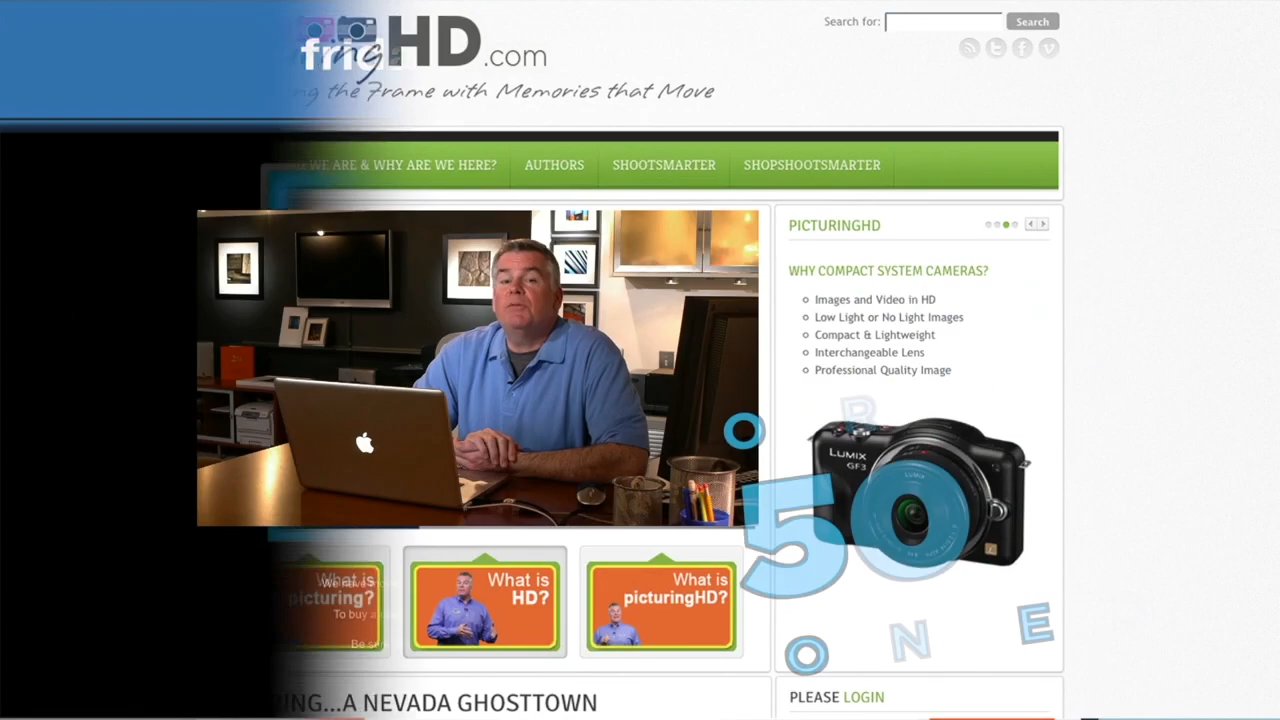 Search for:
Search
HD.com
the Frame with Memories that Move
WE ARE & WHY ARE WE HERE?
AUTHORS
SHOOTSMARTER
SHOPSHOOTSMARTER
PICTURINGHD
WHY COMPACT SYSTEM CAMERAS?
Images and Video in HD
Low Light or No Light Images
Compact & Lightweight
Interchangeable Lens
Professional Quality Image
LUMIX
GF3
O R
50
O N E
What is
picturing?
To buy a
What is
HD?
What is
picturingHD?
...A NEVADA GHOSTTOWN
PLEASE LOGIN